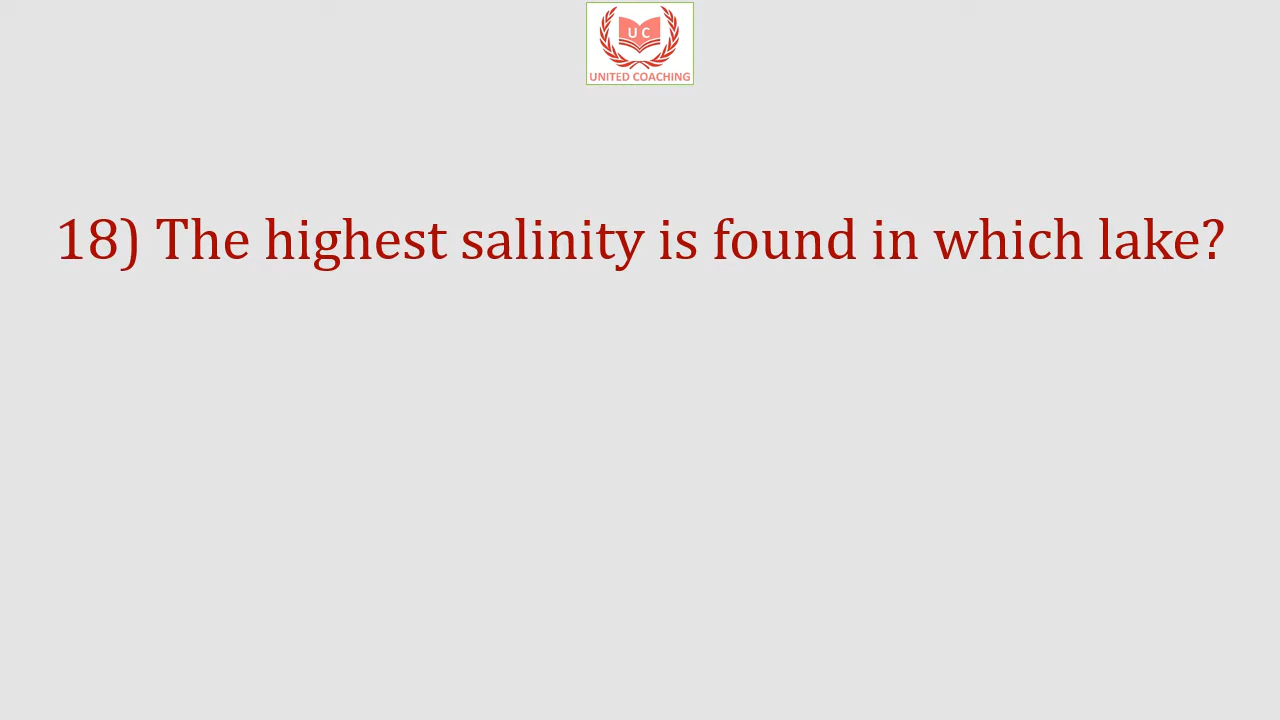 U C
UNITED COACHING
18) The highest salinity is found in which lake?